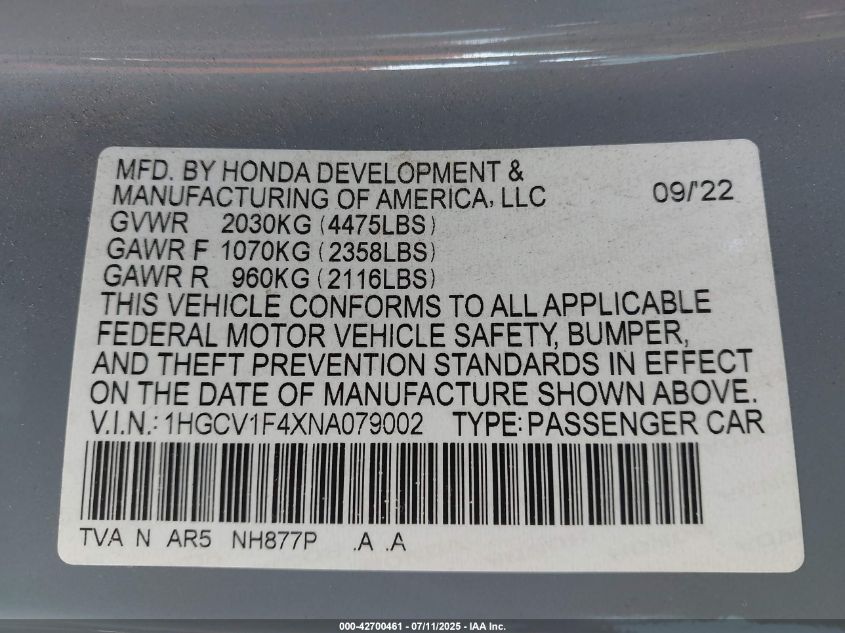 MFD. BY HONDA DEVELOPMENT &
MANUFACTURING OF AMERICA, LLC 09/'22
GVWR 2030KG (4475LBS)
GAWR F 1070KG (2358LBS)
GAWR R 960KG (2116LBS)
THIS VEHICLE CONFORMS TO ALL APPLICABLE
FEDERAL MOTOR VEHICLE SAFETY, BUMPER,
AND THEFT PREVENTION STANDARDS IN EFFECT
ON THE DATE OF MANUFACTURE SHOWN ABOVE.
V.I.N.: 1HGCV1F4XNA079002 TYPE: PASSENGER CAR
TVA N AR5 NH877P .A .A
000-42700461 - 07/11/2025 - IAA Inc.